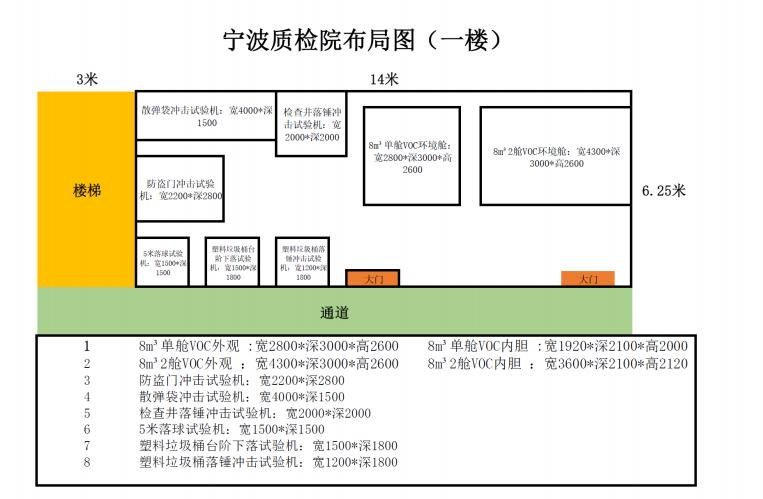 宁波质检院布局图（一楼）
3米
14米
散弹袋冲击试验机：宽4000*深
1500
检查井落锤冲
击试验机：宽
2000*深2000
8m³单舱VOC环境舱：
宽2800*深3000*高
2600
8m³2舱VOC环境舱：宽4300*深
3000*高2600
楼梯
防盗门冲击试验
机：宽2200*深2800
6.25米
5米落球试验
机：宽1500*深
1500
塑料垃圾桶台
阶下落试验
机：宽1500*深
1800
塑料垃圾桶落
锤冲击试验
机：宽1200*深
1800
大门
大门
通道
1 8m³单舱VOC外观 :宽2800*深3000*高2600 8m³单舱VOC内胆 :宽1920*深2100*高2000
2 8m³2舱VOC外观 ：宽4300*深3000*高2600 8m³2舱VOC内胆 ：宽3600*深2100*高2120
3 防盗门冲击试验机：宽2200*深2800
4 散弹袋冲击试验机：宽4000*深1500
5 检查井落锤冲击试验机：宽2000*深2000
6 5米落球试验机：宽1500*深1500
7 塑料垃圾桶台阶下落试验机：宽1500*深1800
8 塑料垃圾桶落锤冲击试验机：宽1200*深1800